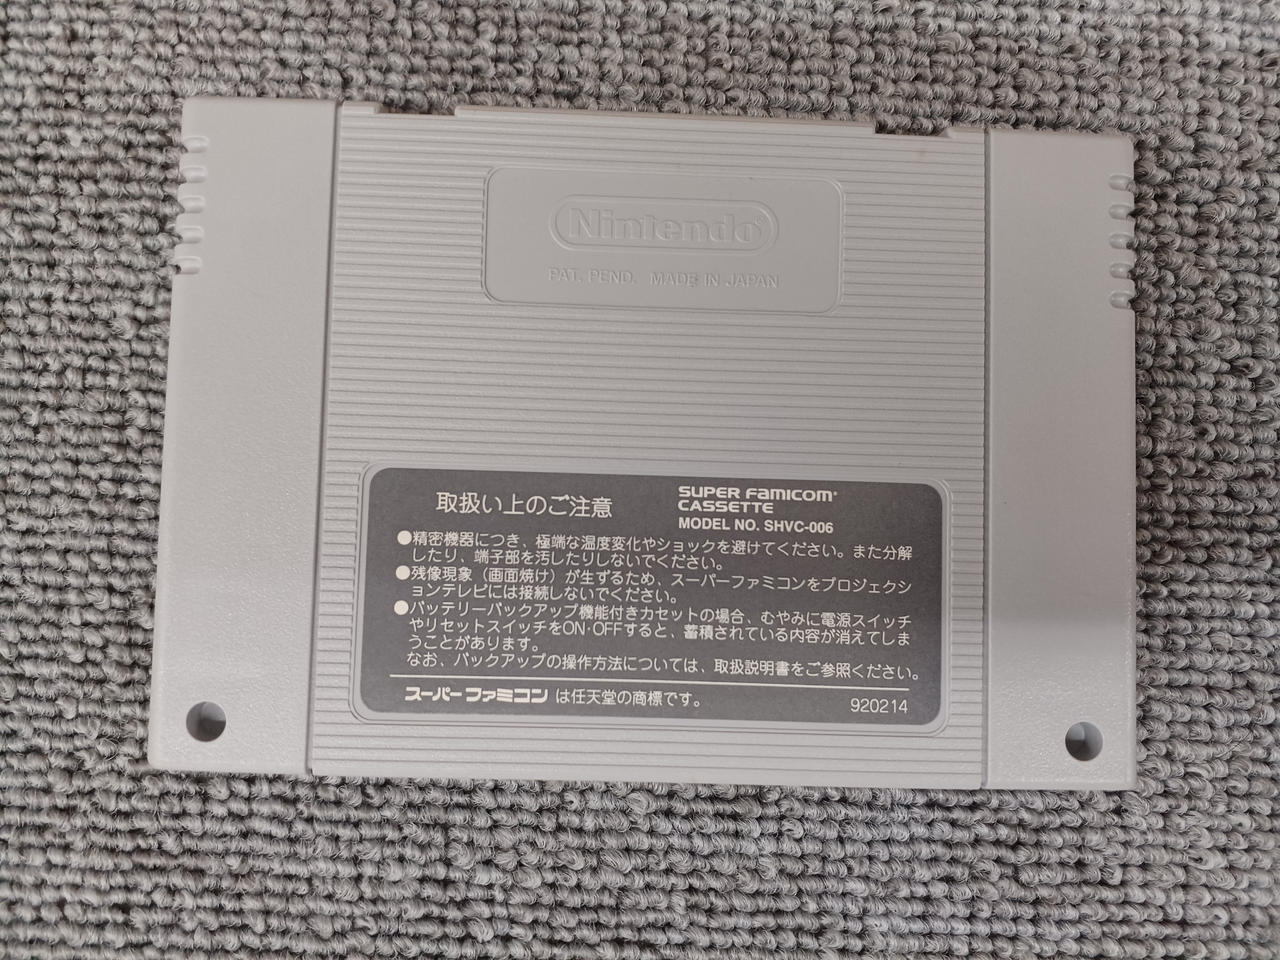 Nintendo®
PAT. PEND. MADE IN JAPAN
取扱い上のご注意
SUPER FAMICOM®
CASSETTE
MODEL NO. SHVC-006
●精密機器につき、極端な温度変化やショックを避けてください。また分解
したり、端子部を汚したりしないでください。
●残像現象（画面焼け）が生ずるため、スーパーファミコンをプロジェクシ
ョンテレビには接続しないでください。
●バッテリーバックアップ機能付きカセットの場合、むやみに電源スイッチ
やリセットスイッチをON·OFFすると、蓄積されている内容が消えてしま
うことがあります。
なお、バックアップの操作方法については、取扱説明書をご参照ください。
スーパーファミコン は任天堂の商標です。
920214